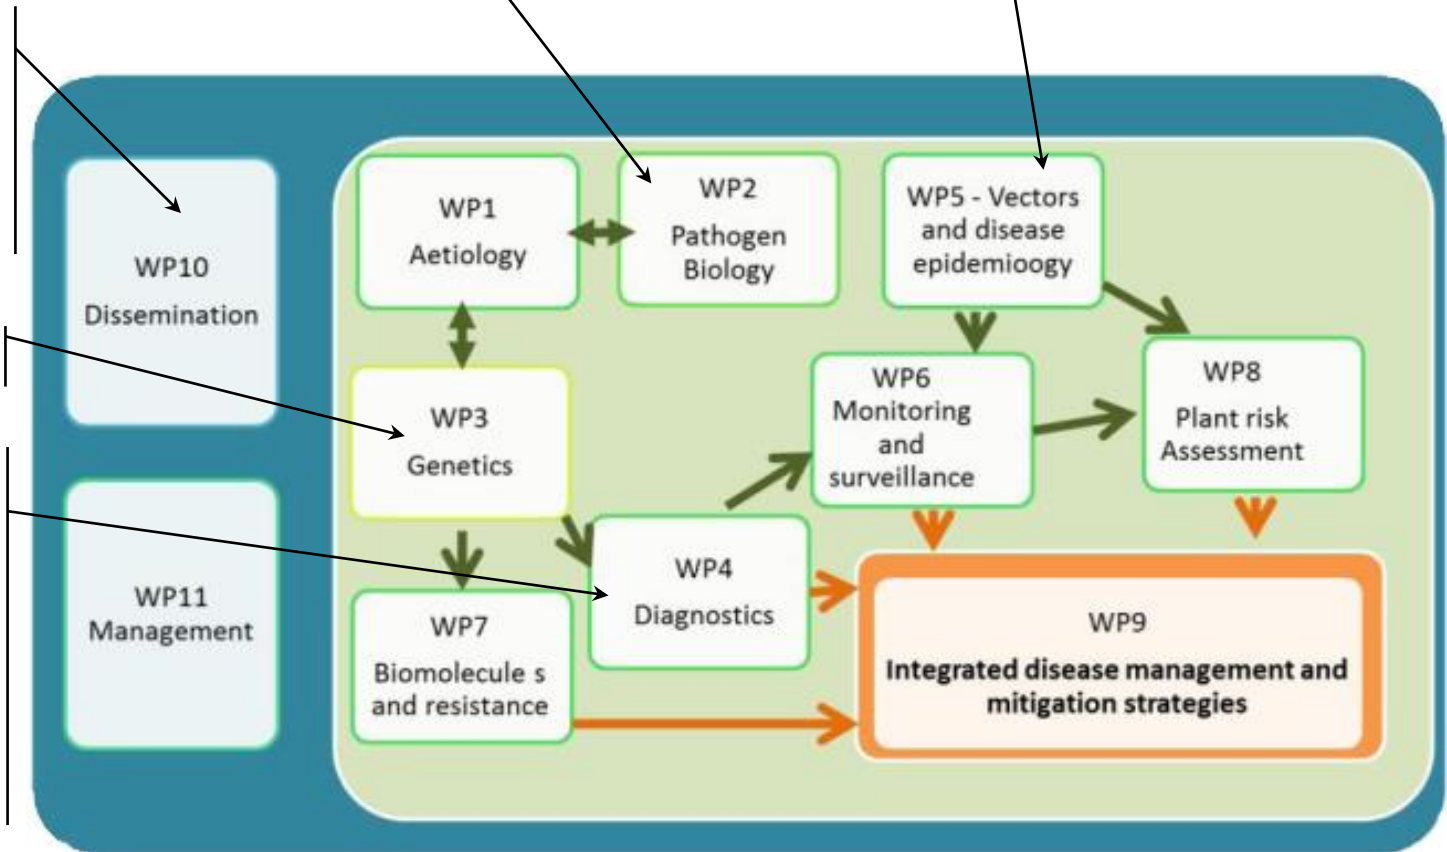 WP10
Dissemination
WP11
Management
WP1
Aetiology
WP2
Pathogen
Biology
WP5 - Vectors
and disease
epidemioogy
WP3
Genetics
WP6
Monitoring
and
surveillance
WP8
Plant risk
Assessment
WP4
Diagnostics
WP7
Biomolecule s
and resistance
WP9
Integrated disease management and
mitigation strategies